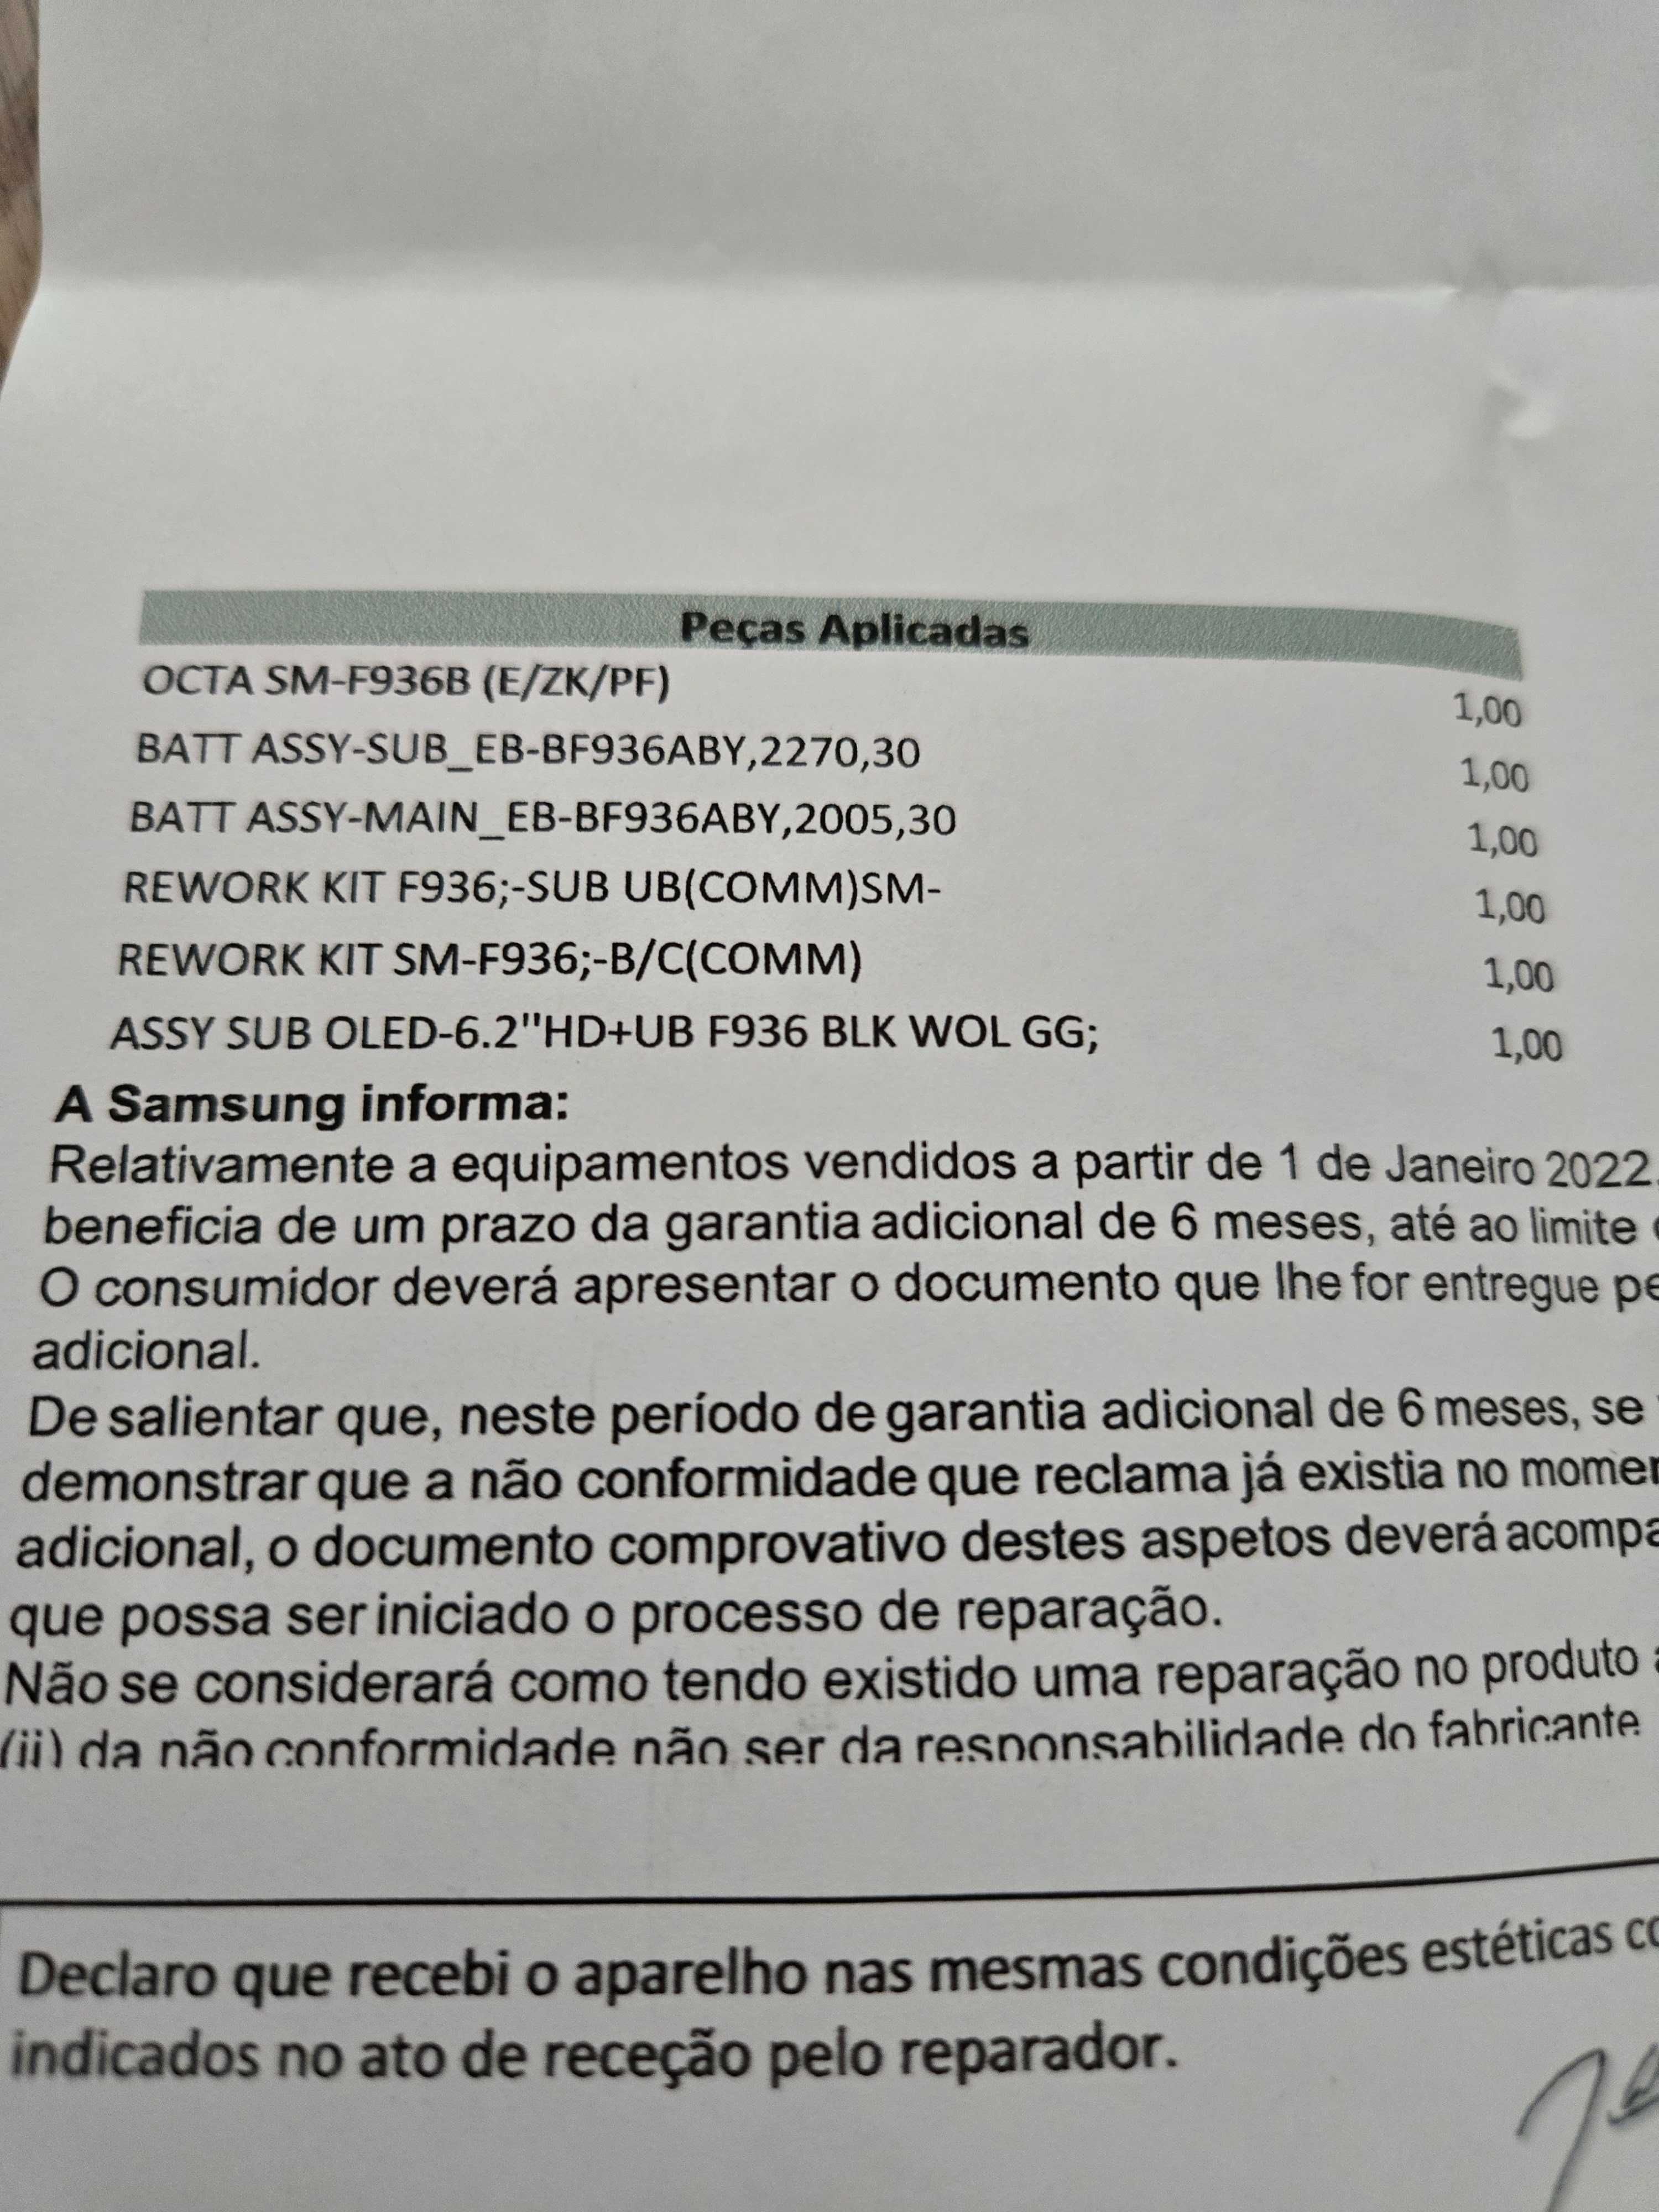 Peças Aplicadas
OCTA SM-F936B (E/ZK/PF) 1,00
BATT ASSY-SUB_EB-BF936ABY,2270,30 1,00
BATT ASSY-MAIN_EB-BF936ABY,2005,30 1,00
REWORK KIT F936;-SUB UB(COMM)SM- 1,00
REWORK KIT SM-F936;-B/C(COMM) 1,00
ASSY SUB OLED-6.2"HD+UB F936 BLK WOL GG; 1,00
A Samsung informa:
Relativamente a equipamentos vendidos a partir de 1 de Janeiro 2022
beneficia de um prazo da garantia adicional de 6 meses, até ao limite
O consumidor deverá apresentar o documento que lhe for entregue
adicional.
De salientar que, neste período de garantia adicional de 6 meses, se
demonstrar que a não conformidade que reclama já existia no
adicional, o documento comprovativo destes aspetos deverá
que possa ser iniciado o processo de reparação.
Não se considerará como tendo existido uma reparação no produto
(ii) da não conformidade não ser da responsabilidade do fabricante
Declaro que recebi o aparelho nas mesmas condições estéticas
indicados no ato de receção pelo reparador.